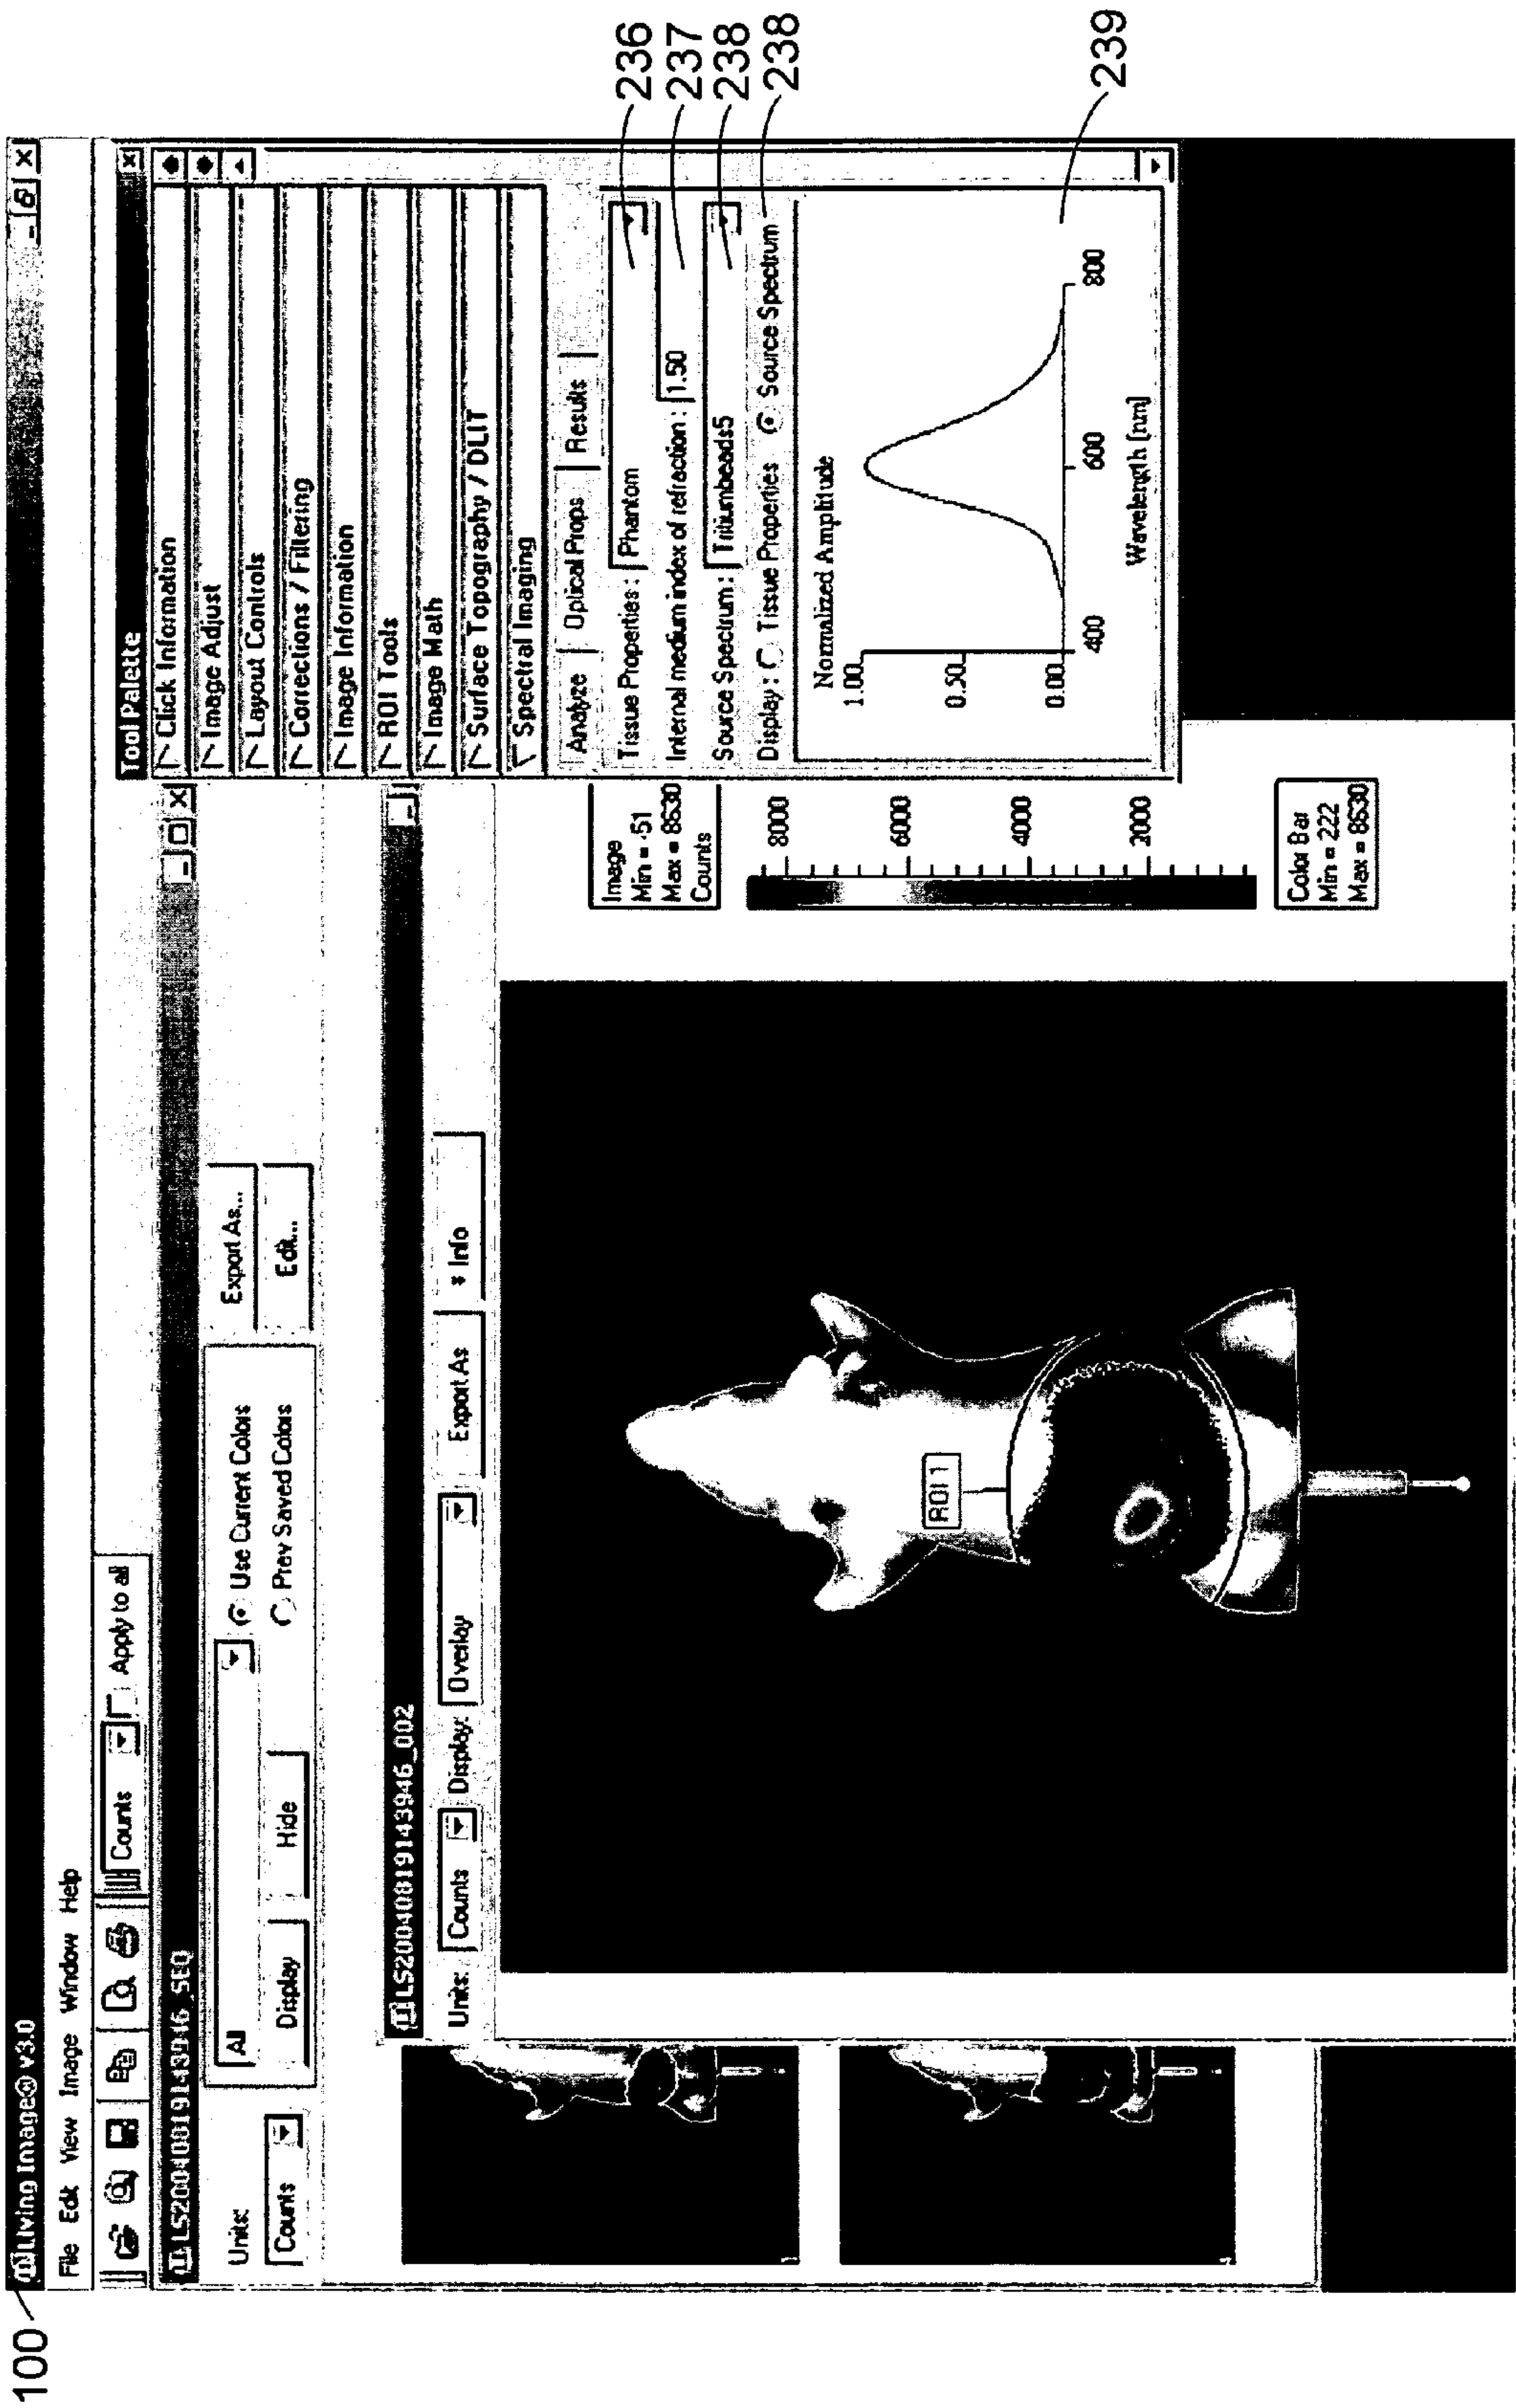 100
Living Image® v3.0
File Edit View Image Window Help
Counts Apply to all
LS20040819143946_SEQ
Units:
Counts
All
Use Current Colors
Prev Saved Colors
Display
Hide
Export As...
Edit...
LS20040819143946_002
Units: Counts Display: Overlay Export As Info
ROI 1
1
Image
Min = -51
Max = 8630
Counts
8000
6000
4000
2000
Color Bar
Min = 222
Max = 8630
Tool Palette
Click Information
Image Adjust
Layout Controls
Corrections / Filtering
Image Information
ROI Tools
Image Math
Surface Topography / DLIT
Spectral Imaging
Analyze Optical Props Results
Tissue Properties : Phantom
Internal medium index of refraction : 1.50
Source Spectrum : Tritiumbeads5
Display : Tissue Properties Source Spectrum
Normalized Amplitude
1.00
0.50
0.00
400 600 800
Wavelength [nm]
236
237
238
238
239